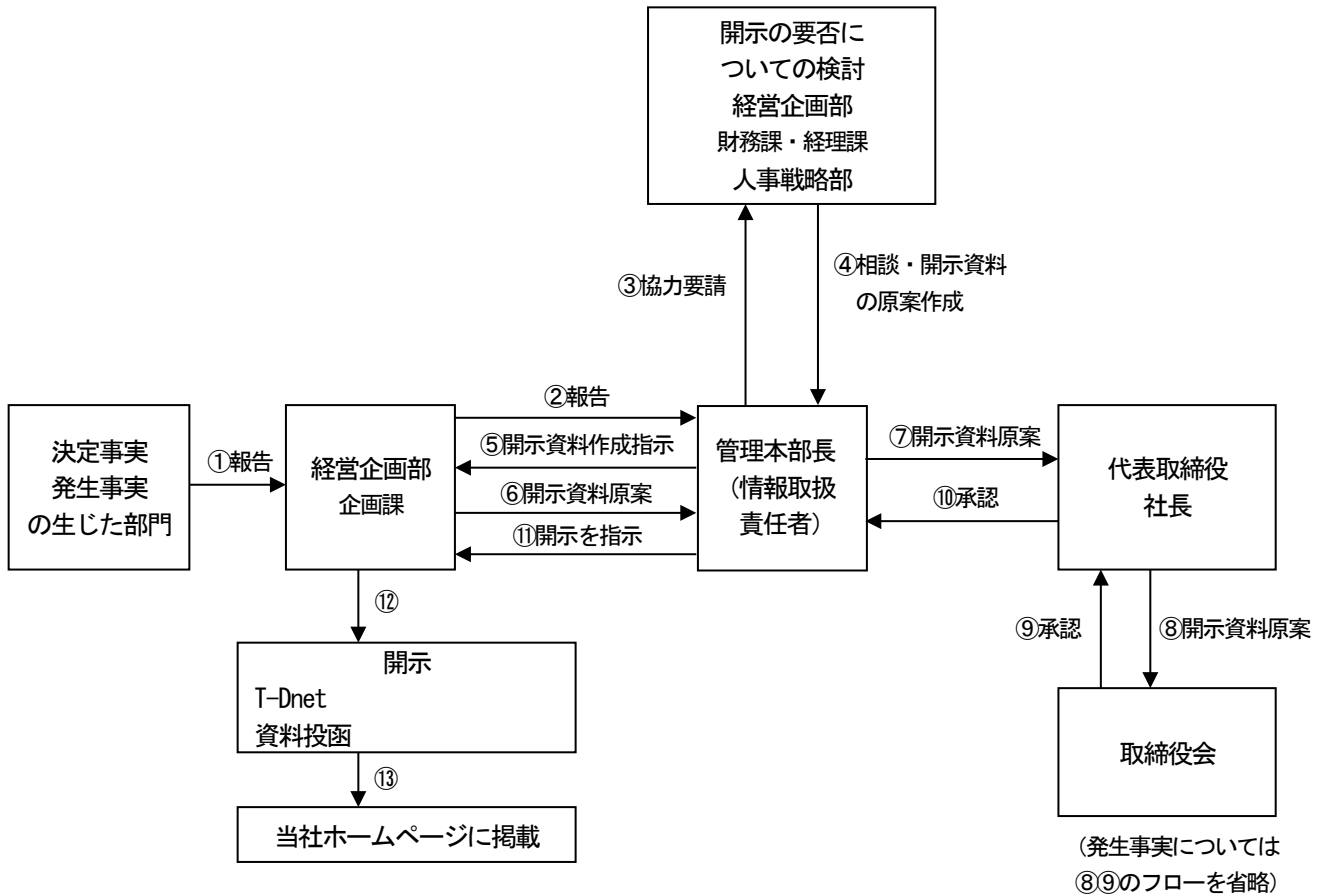 開示の要否に
ついての検討
経営企画部
財務課・経理課
人事戦略部
③協力要請
④相談・開示資料
の原案作成
決定事実
発生事実
の生じた部門
①報告
経営企画部
企画課
②報告
⑤開示資料作成指示
⑥開示資料原案
⑪開示を指示
管理本部長
（情報取扱
責任者）
⑦開示資料原案
⑩承認
代表取締役
社長
⑨承認
⑧開示資料原案
取締役会
（発生事実については
⑧⑨のフローを省略）
⑫
開示
T-Dnet
資料投函
⑬
当社ホームページに掲載